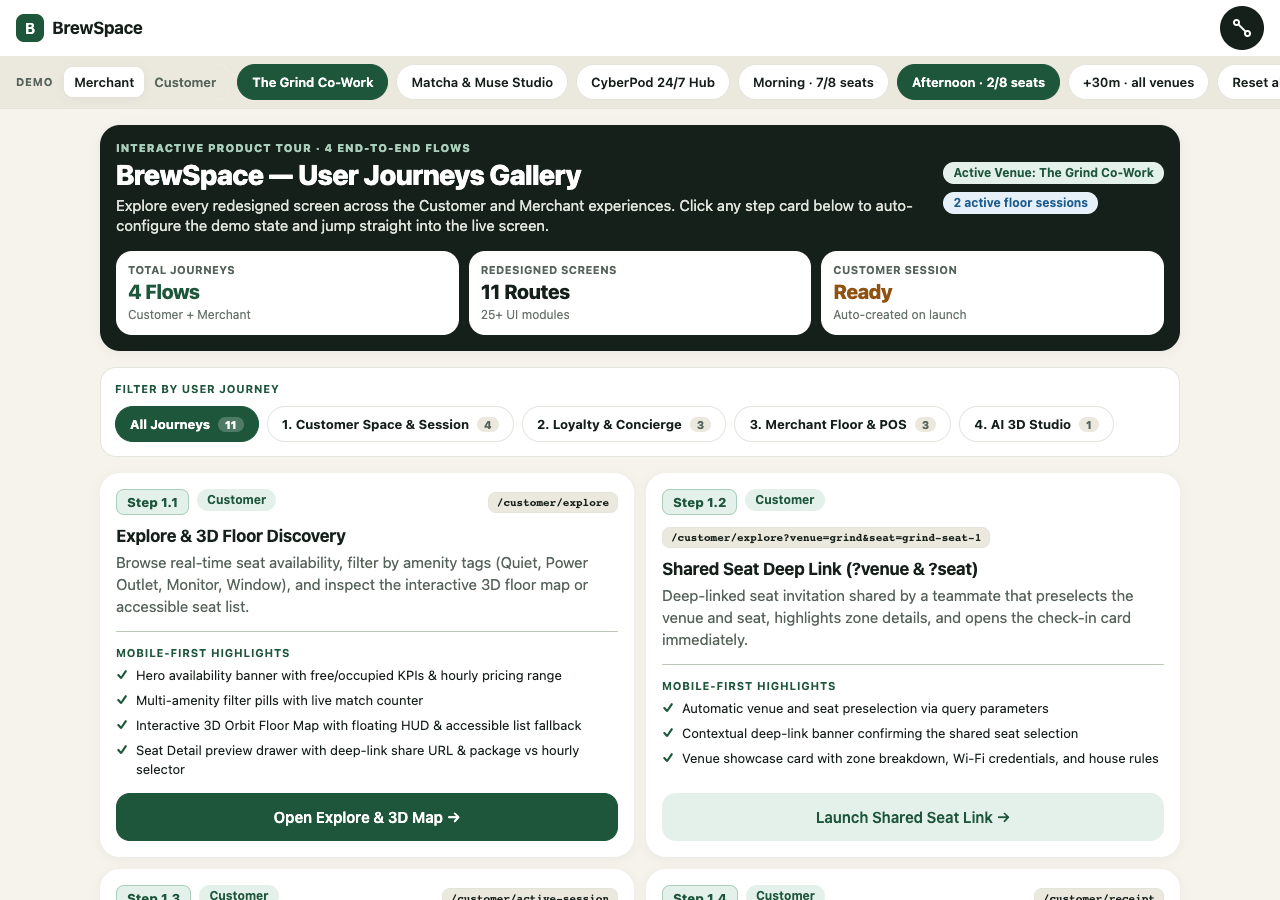 B BrewSpace
DEMO Merchant Customer The Grind Co-Work Matcha & Muse Studio CyberPod 24/7 Hub Morning · 7/8 seats Afternoon · 2/8 seats +30m · all venues Reset a
INTERACTIVE PRODUCT TOUR · 4 END-TO-END FLOWS
BrewSpace — User Journeys Gallery
Explore every redesigned screen across the Customer and Merchant experiences. Click any step card below to auto-
configure the demo state and jump straight into the live screen.
Active Venue: The Grind Co-Work
2 active floor sessions
TOTAL JOURNEYS
4 Flows
Customer + Merchant
REDESIGNED SCREENS
11 Routes
25+ UI modules
CUSTOMER SESSION
Ready
Auto-created on launch
FILTER BY USER JOURNEY
All Journeys 11 1. Customer Space & Session 4 2. Loyalty & Concierge 3 3. Merchant Floor & POS 3 4. AI 3D Studio 1
Step 1.1 Customer /customer/explore
Explore & 3D Floor Discovery
Browse real-time seat availability, filter by amenity tags (Quiet, Power
Outlet, Monitor, Window), and inspect the interactive 3D floor map or
accessible seat list.
MOBILE-FIRST HIGHLIGHTS
Hero availability banner with free/occupied KPIs & hourly pricing range
Multi-amenity filter pills with live match counter
Interactive 3D Orbit Floor Map with floating HUD & accessible list fallback
Seat Detail preview drawer with deep-link share URL & package vs hourly
selector
Open Explore & 3D Map →
Step 1.2 Customer
/customer/explore?venue=grind&seat=grind-seat-1
Shared Seat Deep Link (?venue & ?seat)
Deep-linked seat invitation shared by a teammate that preselects the
venue and seat, highlights zone details, and opens the check-in card
immediately.
MOBILE-FIRST HIGHLIGHTS
Automatic venue and seat preselection via query parameters
Contextual deep-link banner confirming the shared seat selection
Venue showcase card with zone breakdown, Wi-Fi credentials, and house rules
Launch Shared Seat Link →
Step 1.3 Customer /customer/active-session
Step 1.4 Customer /customer/receipt